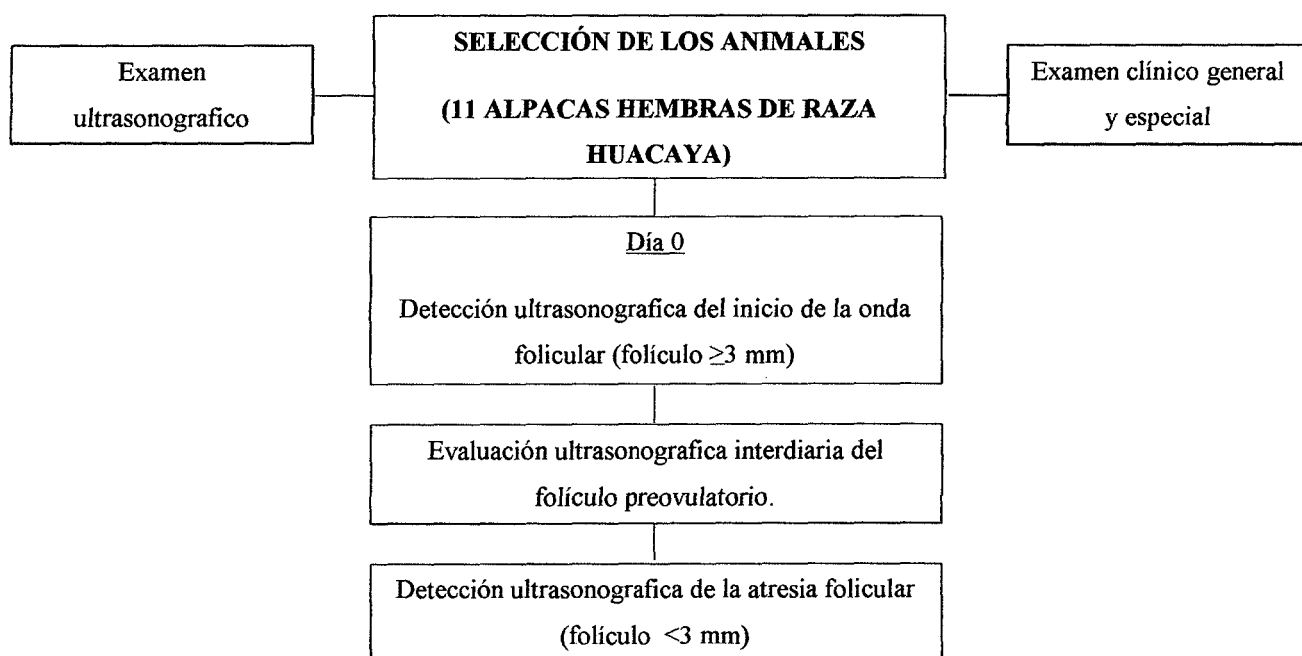 Examen
ultrasonografico
SELECCIÓN DE LOS ANIMALES
(11 ALPACAS HEMBRAS DE RAZA
HUACAYA)
Examen clínico general
y especial
Día 0
Detección ultrasonografica del inicio de la onda
folicular (folículo ≥3 mm)
Evaluación ultrasonografica interdiaria del
folículo preovulatorio.
Detección ultrasonografica de la atresia folicular
(folículo <3 mm)